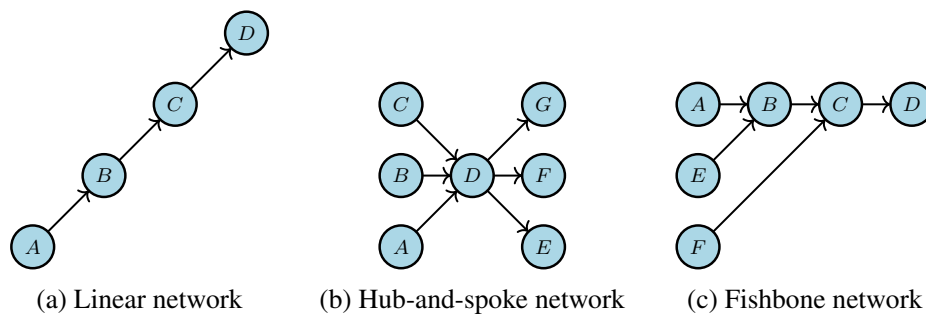 D
C
B
A
(a) Linear network
C
G
B
D
F
A
E
(b) Hub-and-spoke network
A
B
C
D
E
F
(c) Fishbone network